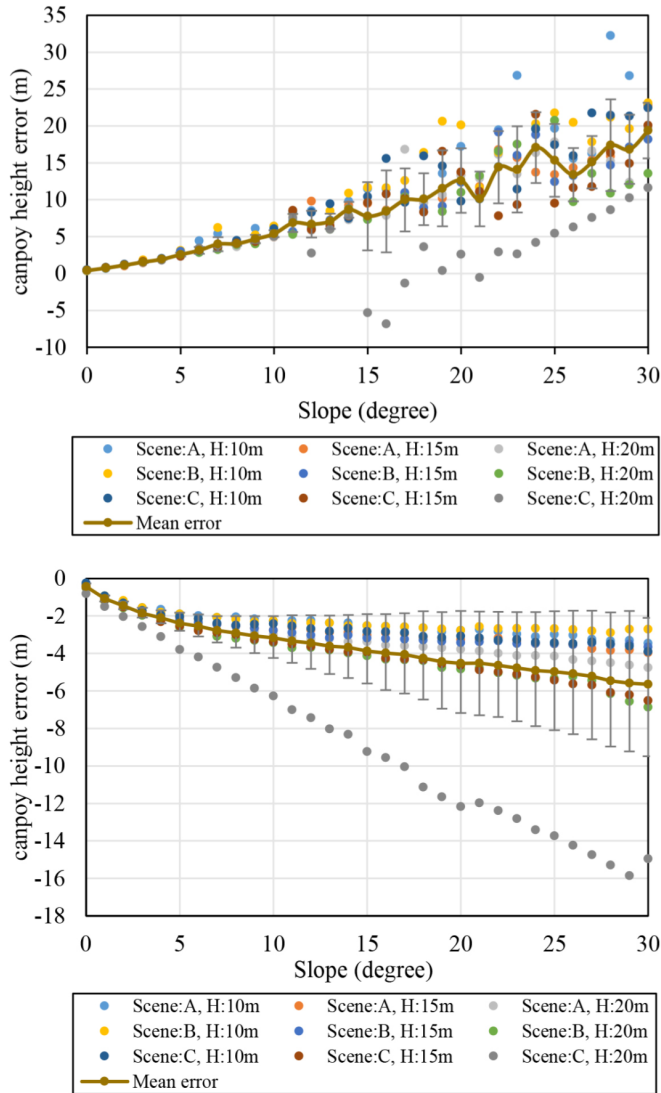 35
30
25
20
15
10
5
0
-5
-10
canpoy height error (m)
0 5 10 15 20 25 30
Slope (degree)
Scene:A, H:10m Scene:A, H:15m Scene:A, H:20m
Scene:B, H:10m Scene:B, H:15m Scene:B, H:20m
Scene:C, H:10m Scene:C, H:15m Scene:C, H:20m
Mean error
0
-2
-4
-6
-8
-10
-12
-14
-16
-18
canpoy height error (m)
0 5 10 15 20 25 30
Slope (degree)
Scene:A, H:10m Scene:A, H:15m Scene:A, H:20m
Scene:B, H:10m Scene:B, H:15m Scene:B, H:20m
Scene:C, H:10m Scene:C, H:15m Scene:C, H:20m
Mean error